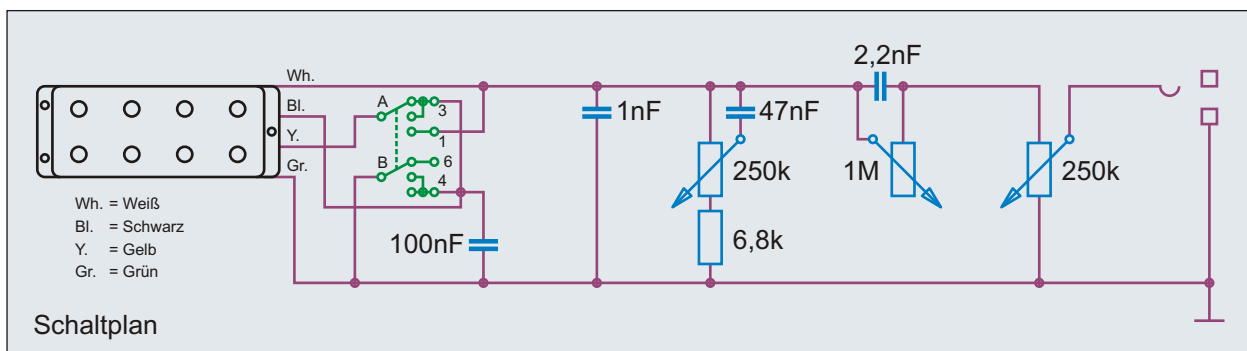 Wh.
Bl.
Y.
Gr.
A
3
1
B
6
4
100nF
1nF
47nF
250k
6,8k
2,2nF
1M
250k
Wh. = Weiß
Bl. = Schwarz
Y. = Gelb
Gr. = Grün
Schaltplan